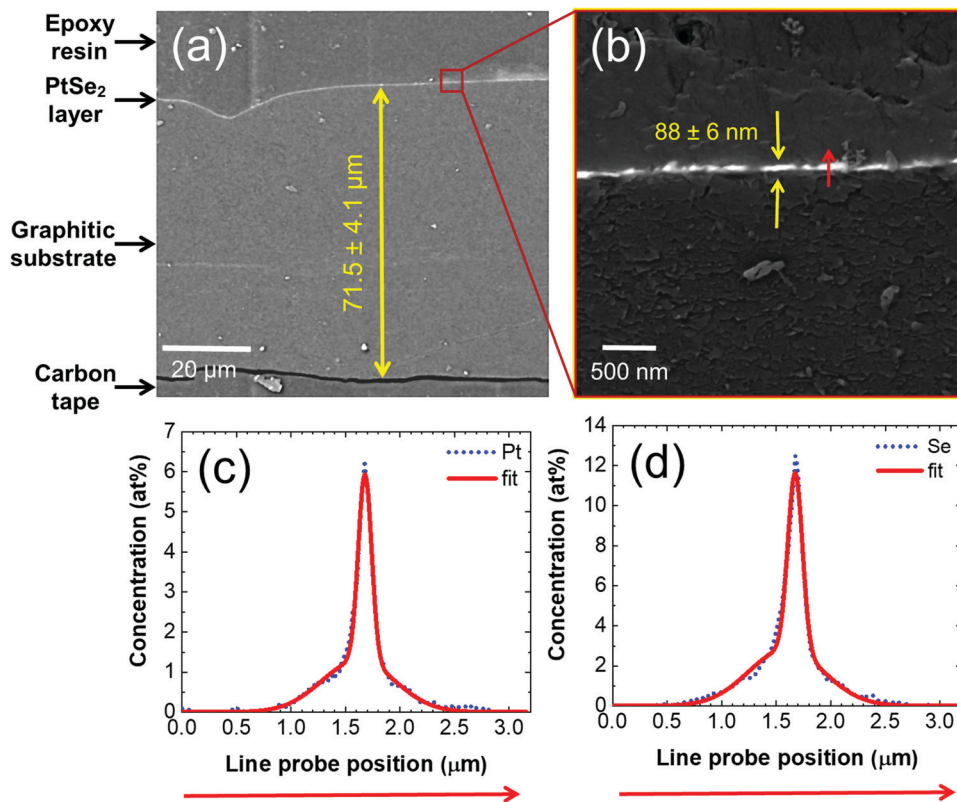 Epoxy
resin
PtSe₂
layer
Graphitic
substrate
Carbon
tape
(a)
71.5 ± 4.1 µm
20 µm
(b)
88 ± 6 nm
500 nm
(c)
Pt
fit
Concentration (at%)
7
6
5
4
3
2
1
0
0.0 0.5 1.0 1.5 2.0 2.5 3.0
Line probe position (µm)
(d)
Se
fit
Concentration (at%)
14
12
10
8
6
4
2
0
0.0 0.5 1.0 1.5 2.0 2.5 3.0
Line probe position (µm)